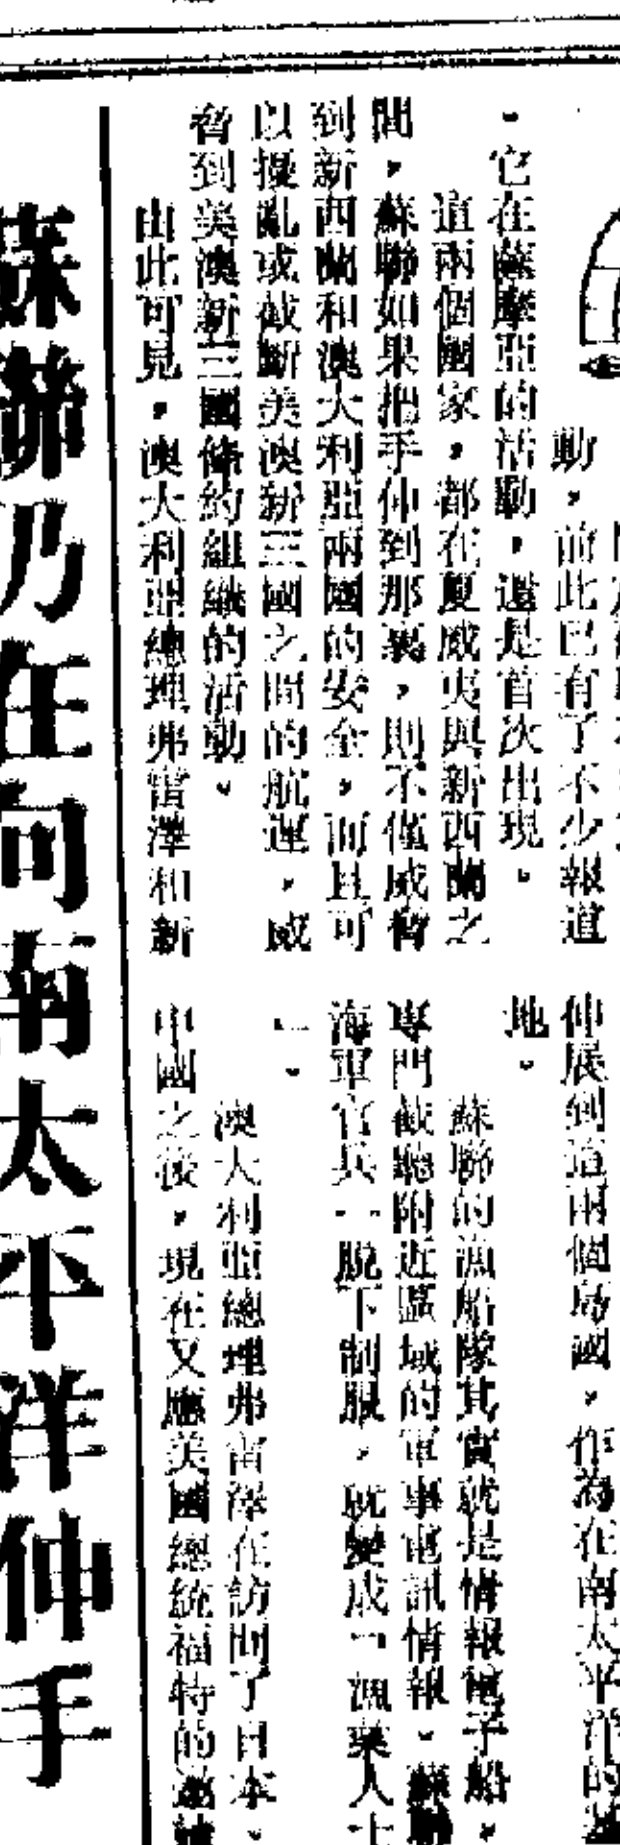 動，前此已有了不少報道
。它在薩摩亞的活動，還是首次出現。
這兩個國家，都在夏威夷與新西蘭之
間，蘇聯如果把手伸到那裏，則不僅威脅
到新西蘭和澳大利亞兩國的安全，而且可
以擾亂或截斷美澳新三國之間的航運，威
脅到美澳新三國條約組織的活動。
由此可見，澳大利亞總理弗雷澤和新
伸展到這兩個島國，作為在南太平洋的基
地。
蘇聯的漁船隊其實就是情報電子船，
專門截聽附近區域的軍事電訊情報。蘇聯
海軍官兵一脫下制服，就變成「漁業人士
」。
澳大利亞總理弗雷澤在訪問了日本、
中國之後，現在又應美國總統福特的邀請
蘇聯仍在向南太平洋伸手